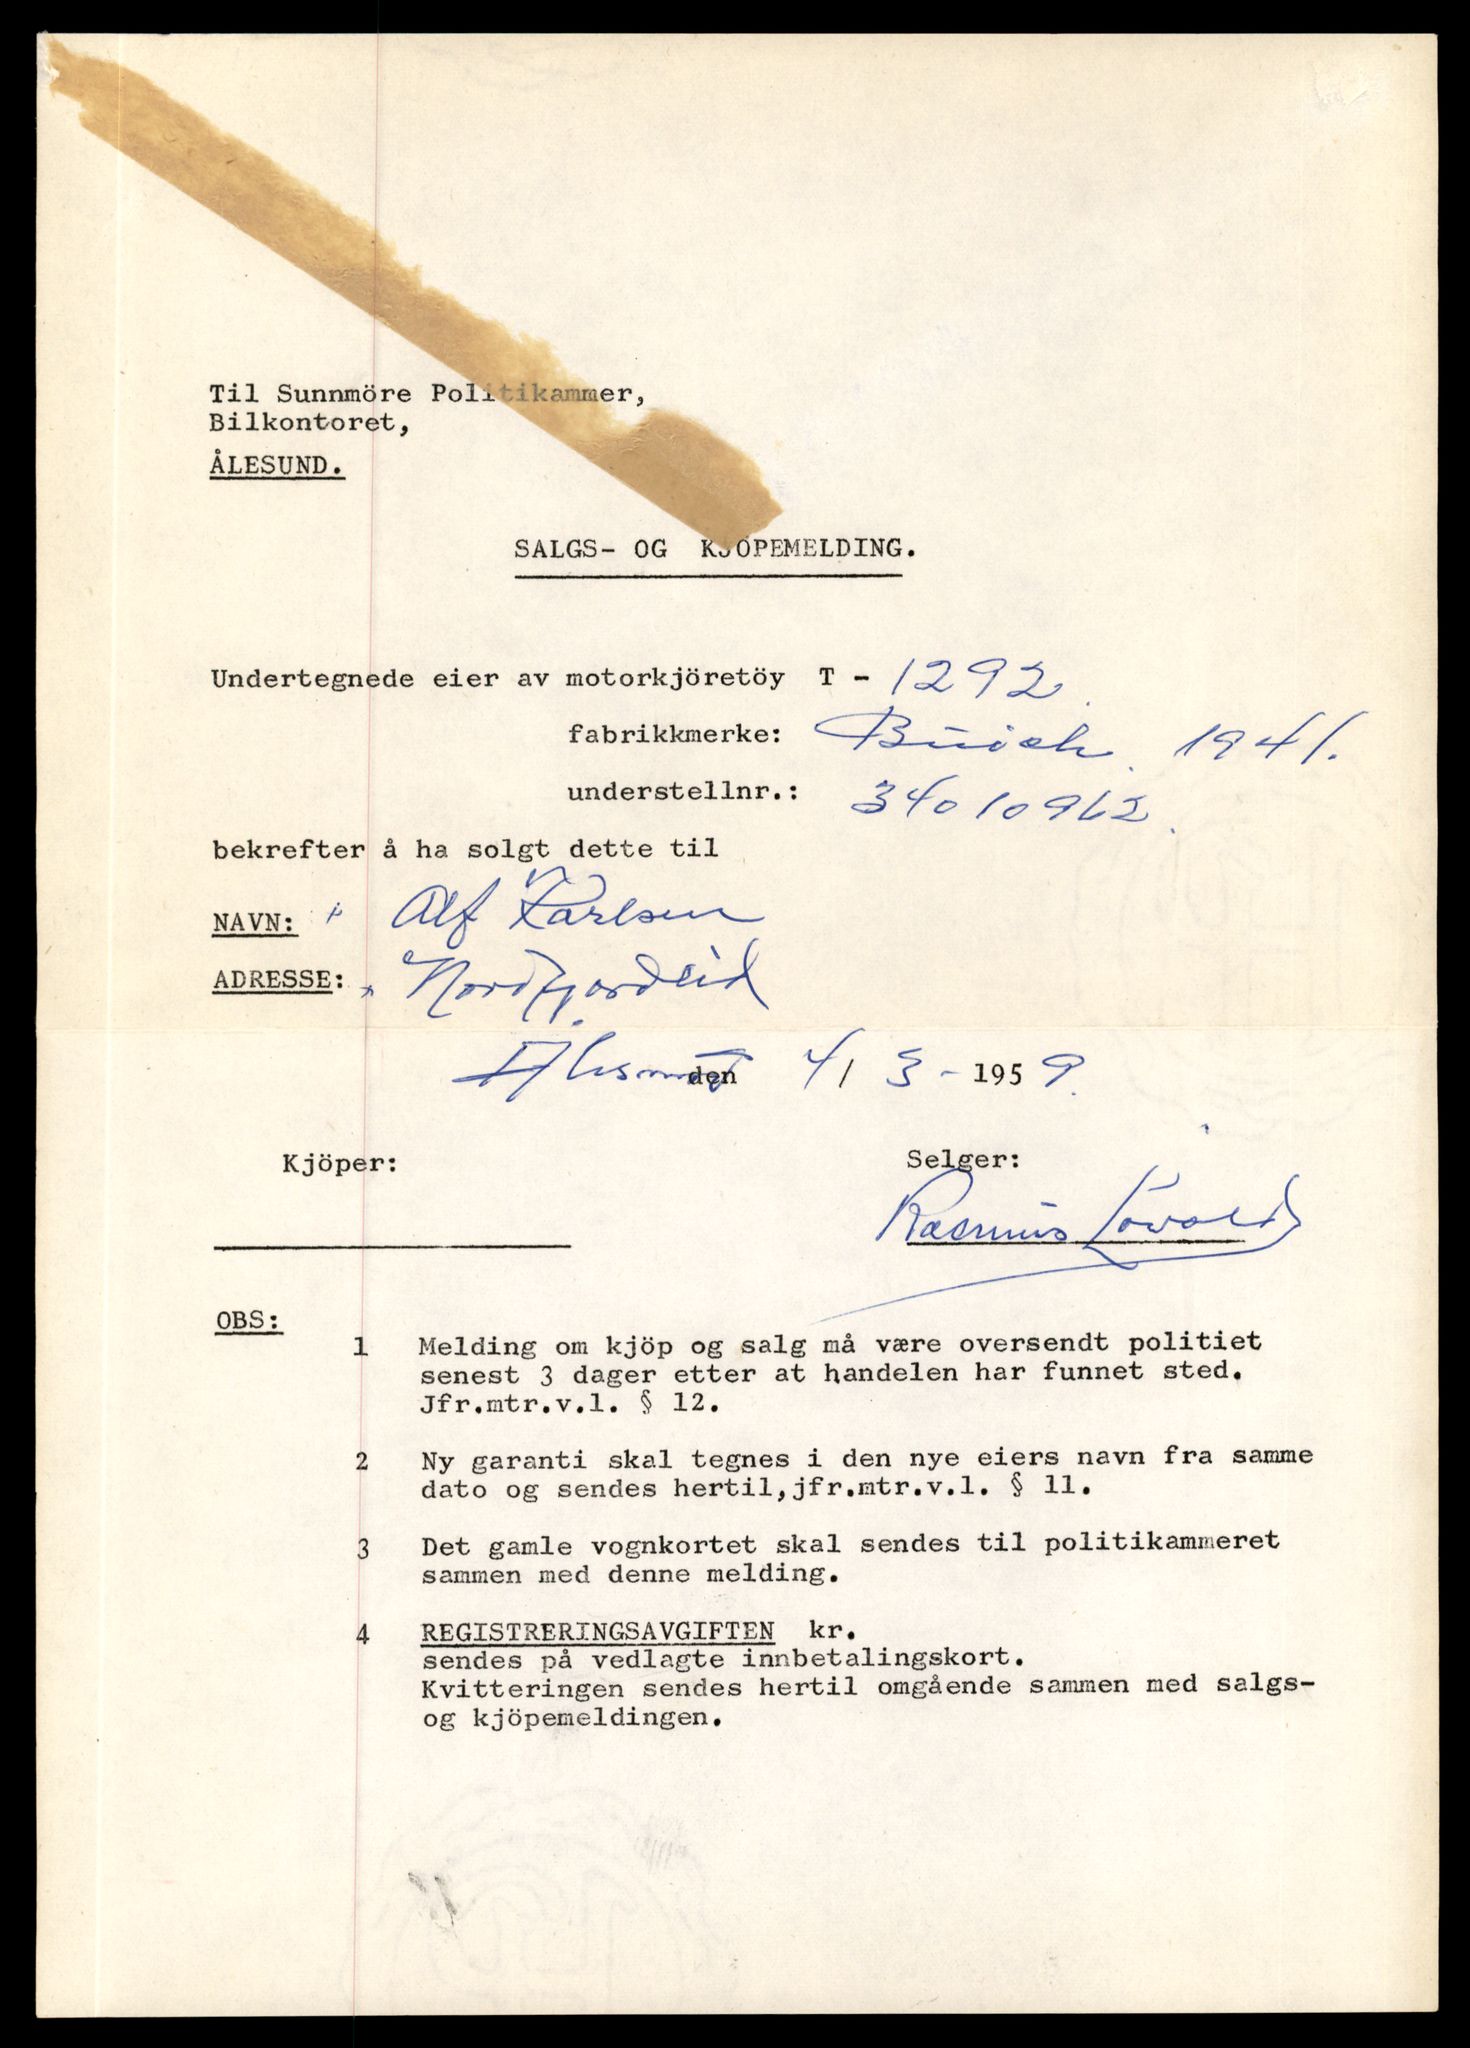 Til Sunnmöre Politikammer,
Bilkontoret,
ÅLESUND.
SALGS- OG KJÖPEMELDING.
Undertegnede eier av motorkjöretöy T - 1292.
fabrikkmerke: Buick. 1941.
understellnr.: 34010962.
bekrefter å ha solgt dette til
NAVN: Alf Karlsen
ADRESSE: Nordfjordeid
Ålesund den 4/3 - 1959.
Kjöper: Selger:
Rasmus Løvold
OBS:
1 Melding om kjöp og salg må være oversendt politiet
senest 3 dager etter at handelen har funnet sted.
Jfr.mtr.v.l. § 12.
2 Ny garanti skal tegnes i den nye eiers navn fra samme
dato og sendes hertil,jfr.mtr.v.l. § 11.
3 Det gamle vognkortet skal sendes til politikammeret
sammen med denne melding.
4 REGISTRERINGSAVGIFTEN kr.
sendes på vedlagte innbetalingskort.
Kvitteringen sendes hertil omgående sammen med salgs-
og kjöpemeldingen.